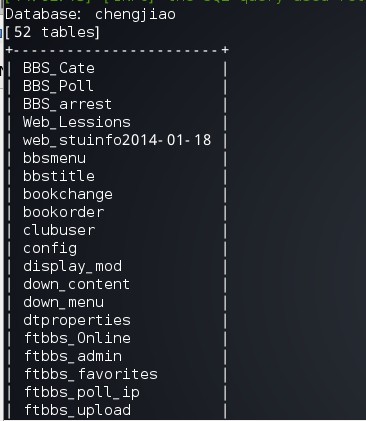 Database: chengjiao
[52 tables]
+----------------------+
| BBS_Cate |
| BBS_Poll |
| BBS_arrest |
| Web_Lessions |
| web_stuinfo2014-01-18 |
| bbsmenu |
| bbstitle |
| bookchange |
| bookorder |
| clubuser |
| config |
| display_mod |
| down_content |
| down_menu |
| dtproperties |
| ftbbs_Online |
| ftbbs_admin |
| ftbbs_favorites |
| ftbbs_poll_ip |
| ftbbs_upload |